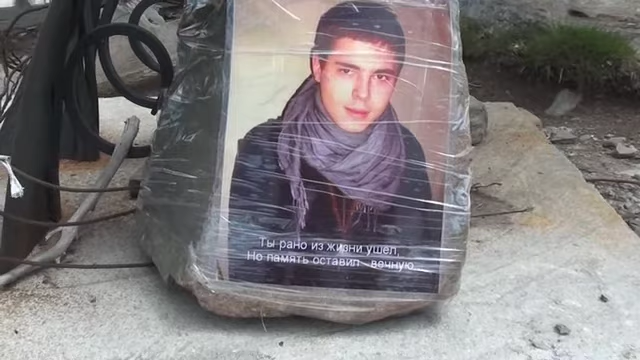 Ты рано из жизни ушел,
Но память оставил - вечную